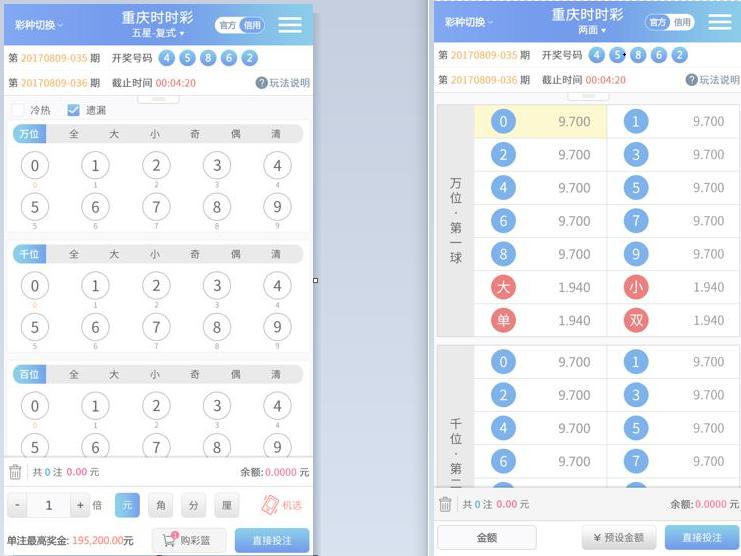 彩种切换
重庆时时彩
五星-复式
官方 信用
第 20170809-035 期 开奖号码 4 5 8 6 2
第 20170809-036 期 截止时间 00:04:20 ? 玩法说明
冷热 遗漏
万位 全 大 小 奇 偶 清
0 1 2 3 4
0 1 2 3 4
5 6 7 8 9
5 6 7 8 9
千位 全 大 小 奇 偶 清
0 1 2 3 4
0 1 2 3 4
5 6 7 8 9
5 6 7 8 9
百位 全 大 小 奇 偶 清
0 1 2 3 4
0 1 2 3 4
5 6 7 8 9
共 0 注 0.00 元 余额:0.0000 元
- 1 + 倍 元 角 分 厘 机选
单注最高奖金: 195,200.00元 1 购彩篮 直接投注
彩种切换
重庆时时彩
两面
官方 信用
第 20170809-035 期 开奖号码 4 5 8 6 2
第 20170809-036 期 截止时间 00:04:20 ? 玩法说明
万位·第一球
0 9.700 1 9.700
2 9.700 3 9.700
4 9.700 5 9.700
6 9.700 7 9.700
8 9.700 9 9.700
大 1.940 小 1.940
单 1.940 双 1.940
千位·第二
0 9.700 1 9.700
2 9.700 3 9.700
4 9.700 5 9.700
6 9.700 7 9.700
共 0 注 0.00 元 余额:0.0000 元
金额 ¥ 预设金额 直接投注